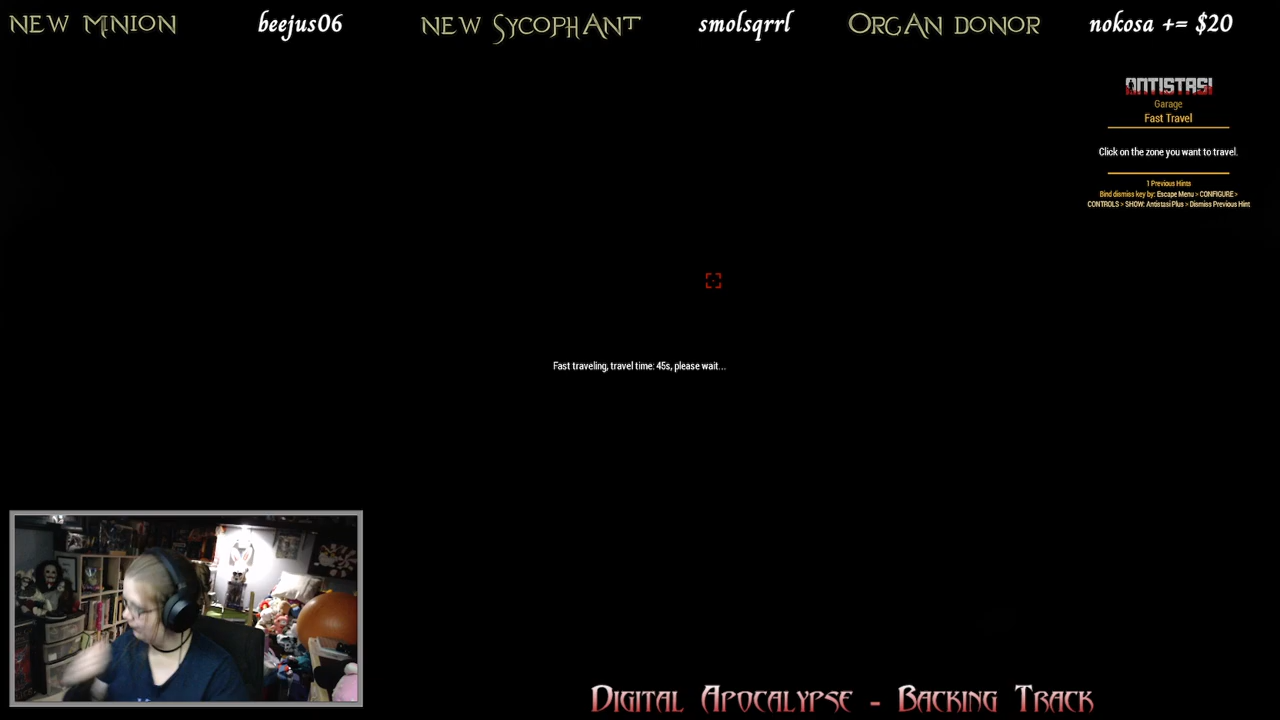 NEW MINION beejus06 NEW SYCOPHANT smolsqrrl ORGAN DONOR nokosa += $20
ANTISTASI
Garage
Fast Travel
Click on the zone you want to travel.
1 Previous Hints
Bind dismiss key by: Escape Menu > CONFIGURE >
CONTROLS > SHOW: Antistasi Plus > Dismiss Previous Hint
Fast traveling, travel time: 45s, please wait...
DIGITAL APOCALYPSE - BACKING TRACK